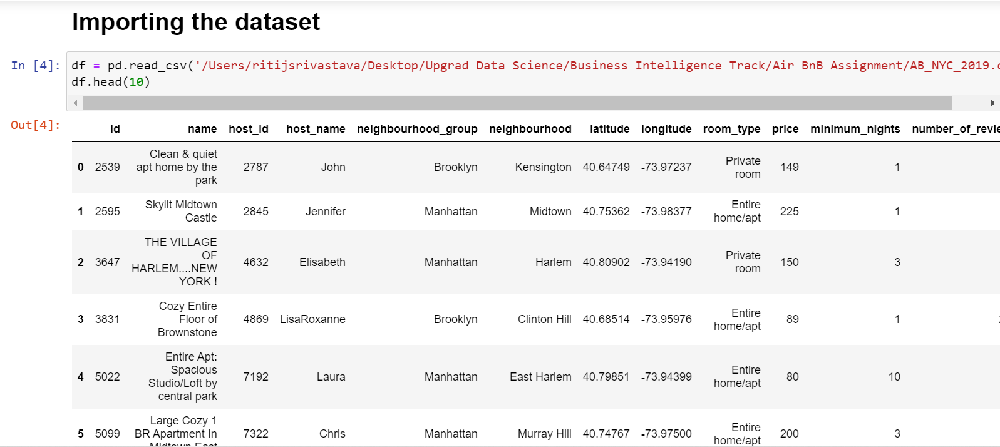 Importing the dataset
In [4]: df = pd.read_csv('/Users/ritijsrivastava/Desktop/Upgrad Data Science/Business Intelligence Track/Air BnB Assignment/AB_NYC_2019.c
df.head(10)
Out[4]:
id name host_id host_name neighbourhood_group neighbourhood latitude longitude room_type price minimum_nights number_of_revie
0 2539 Clean & quiet apt home by the park 2787 John Brooklyn Kensington 40.64749 -73.97237 Private room 149 1
1 2595 Skylit Midtown Castle 2845 Jennifer Manhattan Midtown 40.75362 -73.98377 Entire home/apt 225 1
2 3647 THE VILLAGE OF HARLEM....NEW YORK ! 4632 Elisabeth Manhattan Harlem 40.80902 -73.94190 Private room 150 3
3 3831 Cozy Entire Floor of Brownstone 4869 LisaRoxanne Brooklyn Clinton Hill 40.68514 -73.95976 Entire home/apt 89 1
4 5022 Entire Apt: Spacious Studio/Loft by central park 7192 Laura Manhattan East Harlem 40.79851 -73.94399 Entire home/apt 80 10
5 5099 Large Cozy 1 BR Apartment In Midtown East 7322 Chris Manhattan Murray Hill 40.74767 -73.97500 Entire home/apt 200 3